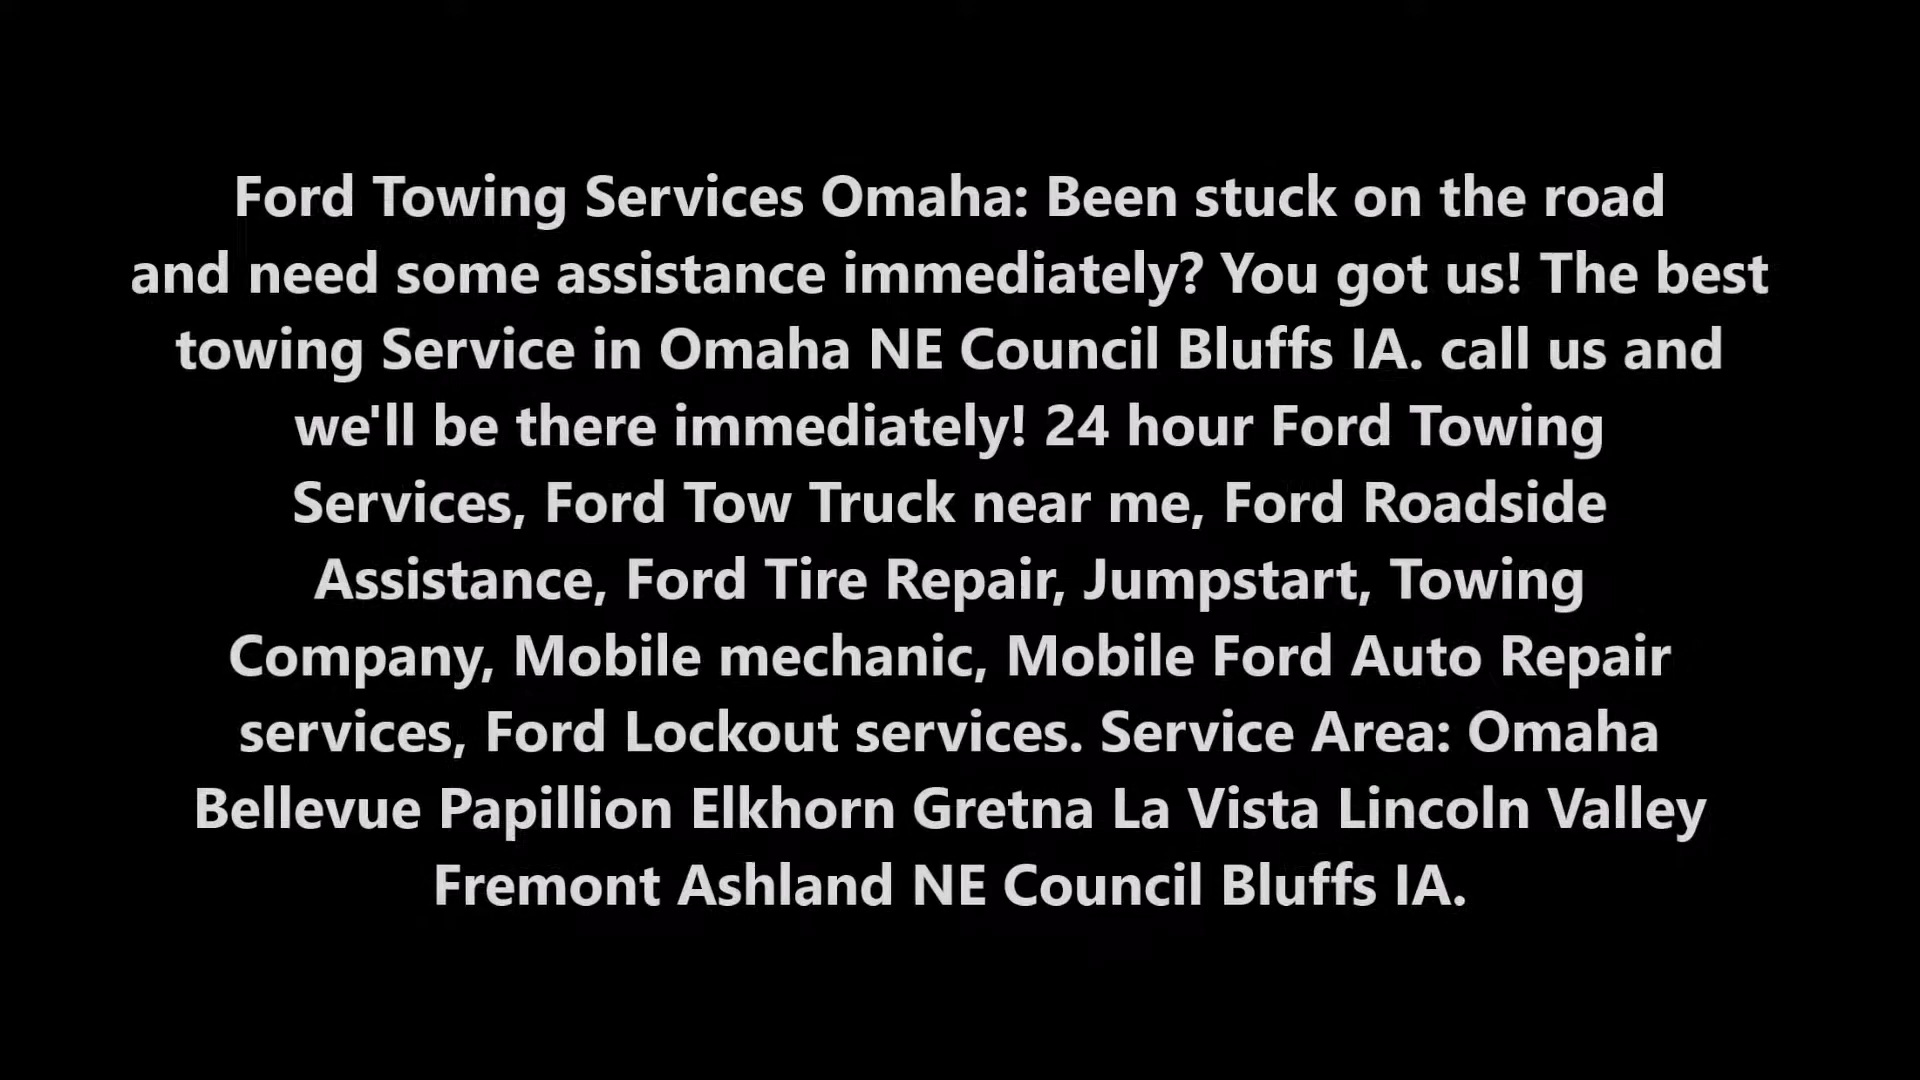 Ford Towing Services Omaha: Been stuck on the road
and need some assistance immediately? You got us! The best
towing Service in Omaha NE Council Bluffs IA. call us and
we'll be there immediately! 24 hour Ford Towing
Services, Ford Tow Truck near me, Ford Roadside
Assistance, Ford Tire Repair, Jumpstart, Towing
Company, Mobile mechanic, Mobile Ford Auto Repair
services, Ford Lockout services. Service Area: Omaha
Bellevue Papillion Elkhorn Gretna La Vista Lincoln Valley
Fremont Ashland NE Council Bluffs IA.